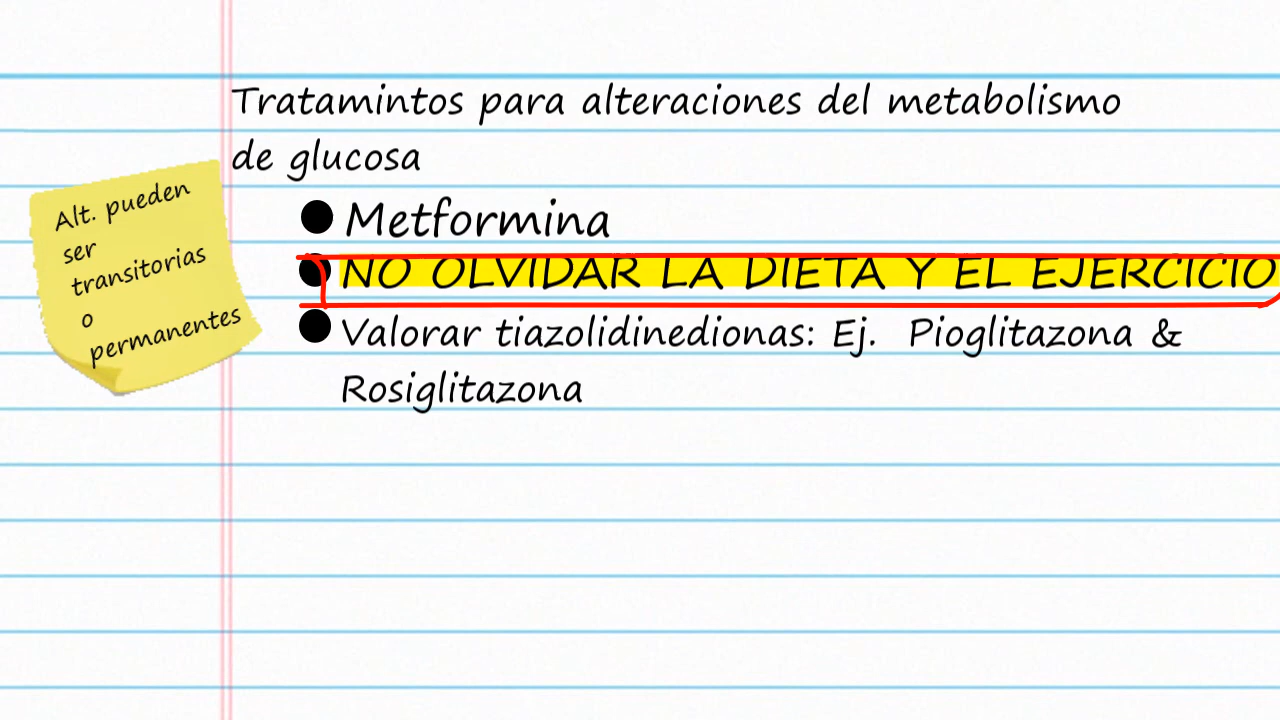 Tratamintos para alteraciones del metabolismo
de glucosa
Metformina
NO OLVIDAR LA DIETA Y EL EJERCICIO
Valorar tiazolidinedionas: Ej. Pioglitazona &
Rosiglitazona
Alt. pueden
ser
transitorias
o
permanentes